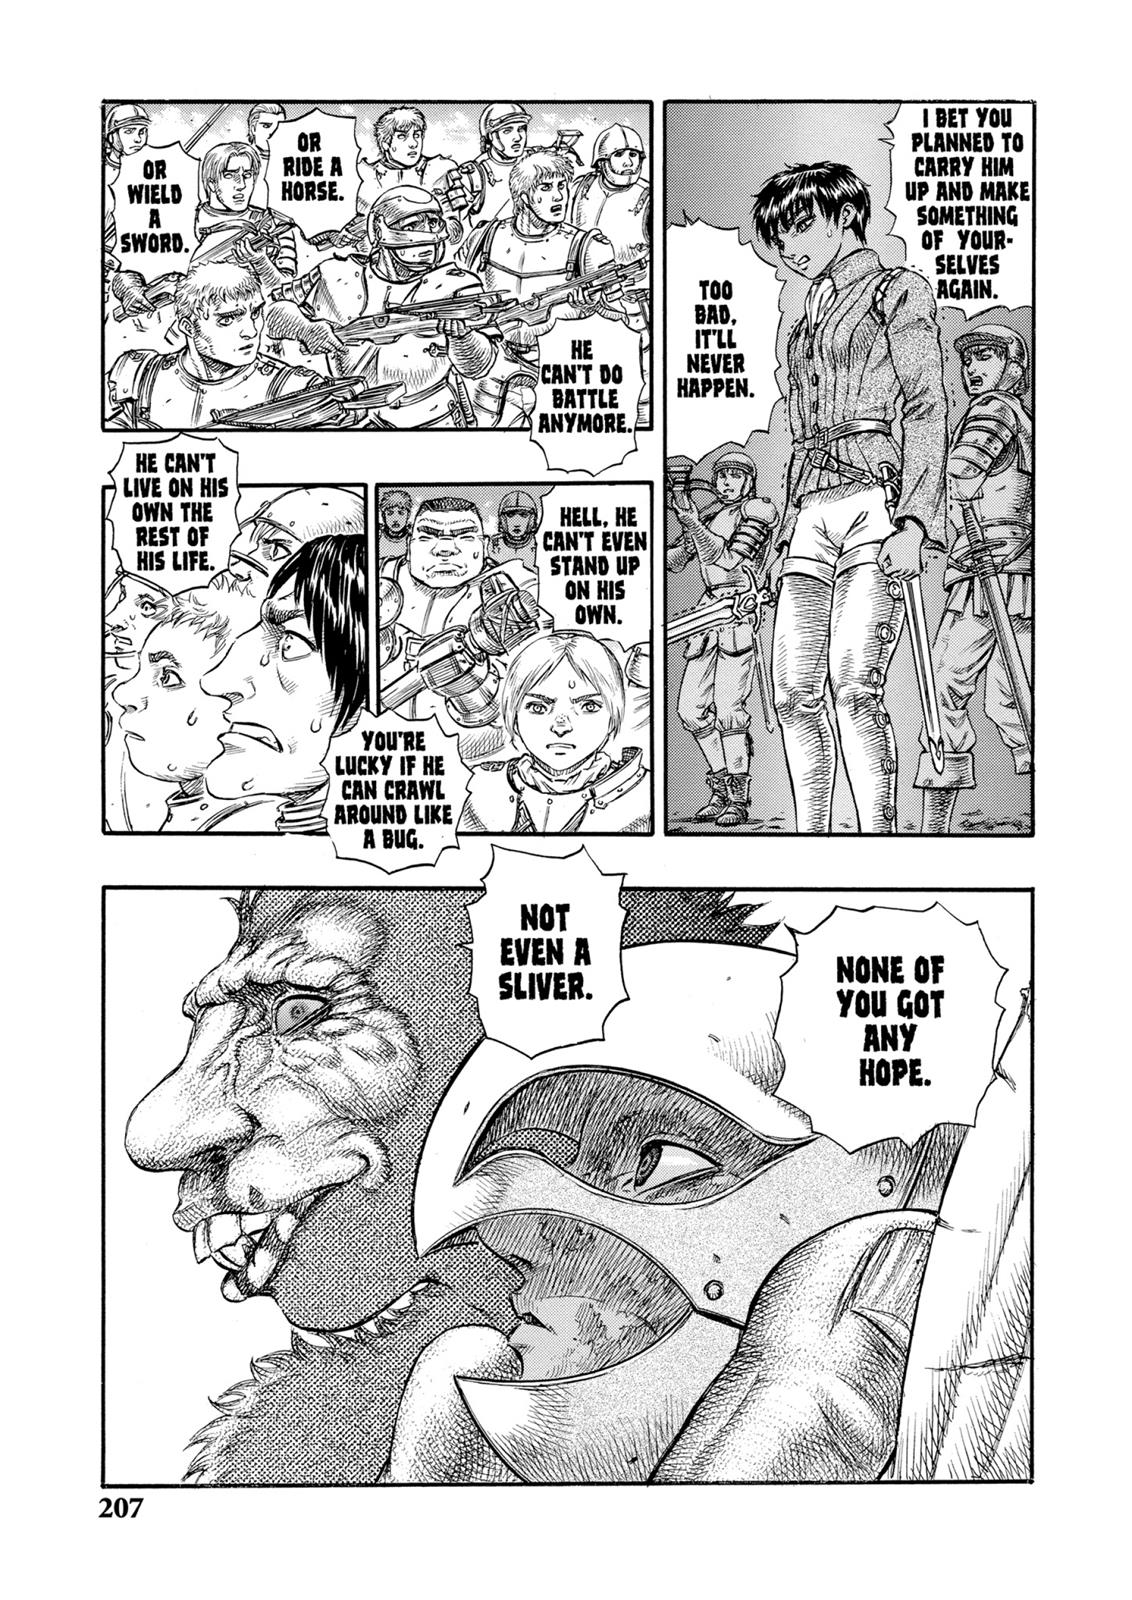 I BET YOU
PLANNED TO
CARRY HIM
UP AND MAKE
SOMETHING
OF YOUR-
SELVES
AGAIN.
TOO
BAD,
IT'LL
NEVER
HAPPEN.
HE
CAN'T DO
BATTLE
ANYMORE.
OR
RIDE A
HORSE.
OR
WIELD
A
SWORD.
HELL, HE
CAN'T EVEN
STAND UP
ON HIS
OWN.
YOU'RE
LUCKY IF HE
CAN CRAWL
AROUND LIKE
A BUG.
HE CAN'T
LIVE ON HIS
OWN THE
REST OF
HIS LIFE.
NONE OF
YOU GOT
ANY
HOPE.
NOT
EVEN A
SLIVER.
207